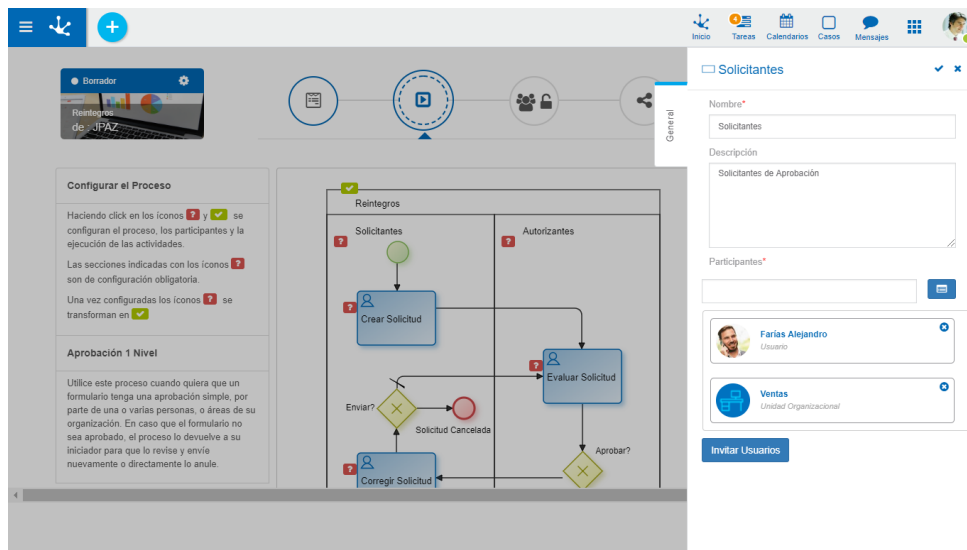 4
Inicio
Tareas
Calendarios
Casos
Mensajes
Borrador
Reintegros
de : JPAZ
General
Configurar el Proceso
Haciendo click en los íconos ? y se
configuran el proceso, los participantes y la
ejecución de las actividades.
Las secciones indicadas con los íconos ?
son de configuración obligatoria.
Una vez configuradas los íconos ? se
transforman en
Aprobación 1 Nivel
Utilice este proceso cuando quiera que un
formulario tenga una aprobación simple, por
parte de una o varias personas, o áreas de su
organización. En caso que el formulario no
sea aprobado, el proceso lo devuelve a su
iniciador para que lo revise y envíe
nuevamente o directamente lo anule.
Reintegros
Solicitantes
?
Autorizantes
?
?
Crear Solicitud
?
Evaluar Solicitud
Enviar?
Solicitud Cancelada
Aprobar?
?
Corregir Solicitud
Solicitantes
Nombre*
Solicitantes
Descripción
Solicitantes de Aprobación
Participantes*
Farías Alejandro
Usuario
Ventas
Unidad Organizacional
Invitar Usuarios